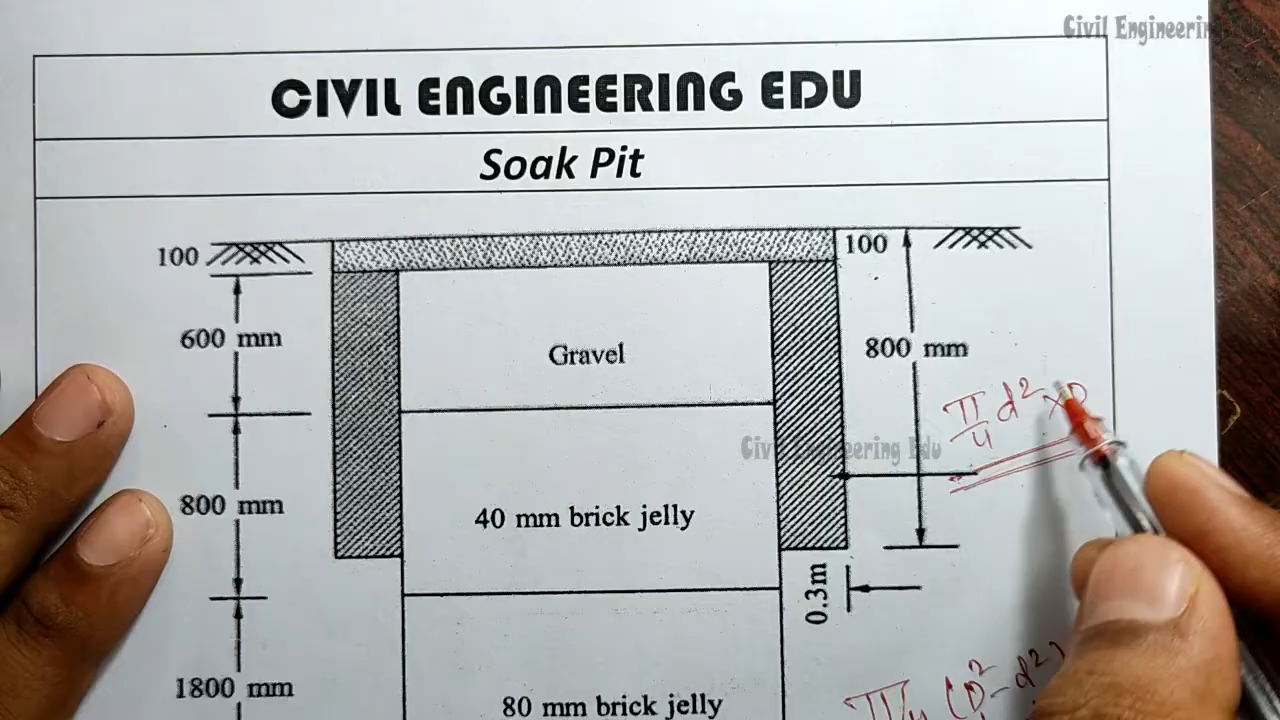 Civil Engineering Edu
CIVIL ENGINEERING EDU
Soak Pit
100
100
600 mm
Gravel
800 mm
π/4 d² × D
Civil Engineering Edu
800 mm
40 mm brick jelly
0.3m
1800 mm
80 mm brick jelly
π/4 (D² - d²)